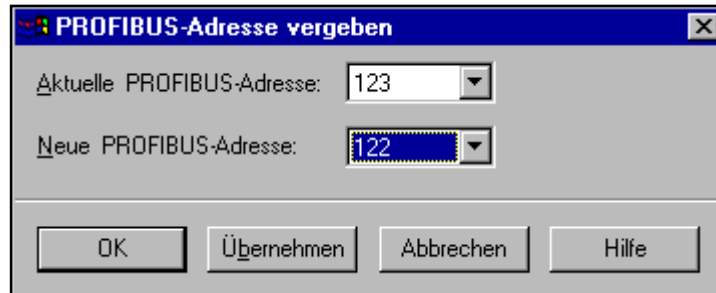 PROFIBUS-Adresse vergeben
Aktuelle PROFIBUS-Adresse: 123
Neue PROFIBUS-Adresse: 122
OK Übernehmen Abbrechen Hilfe